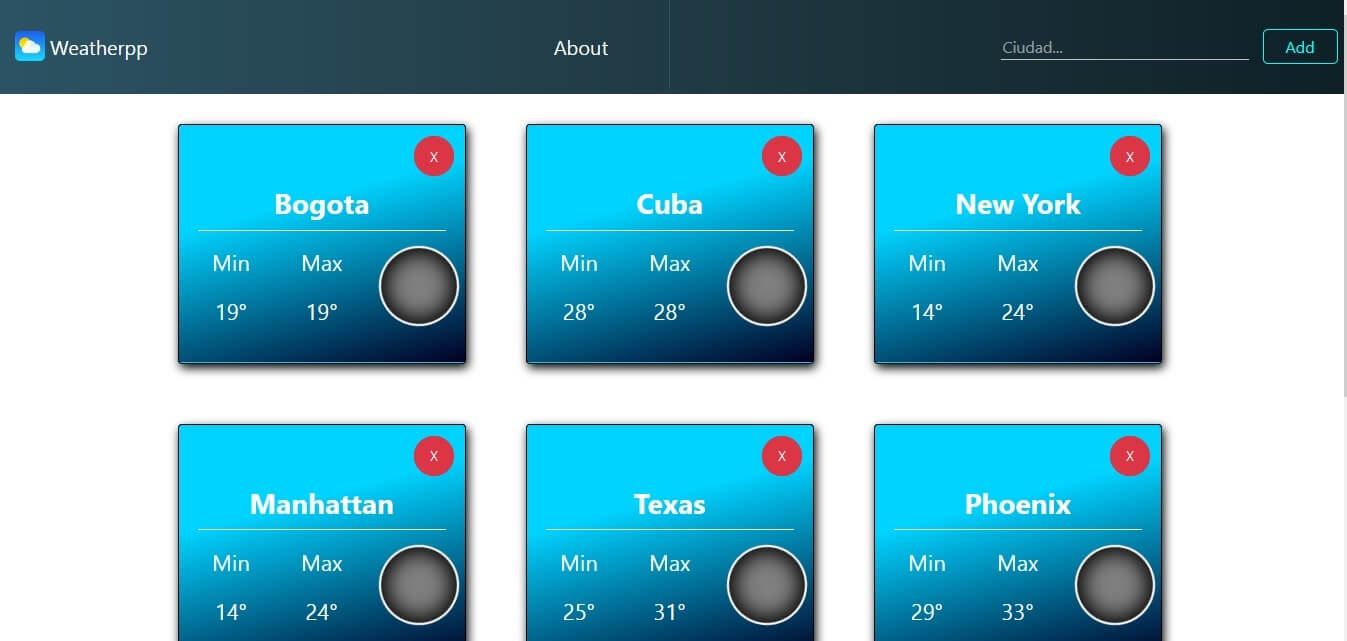 Weatherpp About Ciudad... Add
X X X
Bogota Cuba New York
Min Max Min Max Min Max
19° 19° 28° 28° 14° 24°
X X X
Manhattan Texas Phoenix
Min Max Min Max Min Max
14° 24° 25° 31° 29° 33°